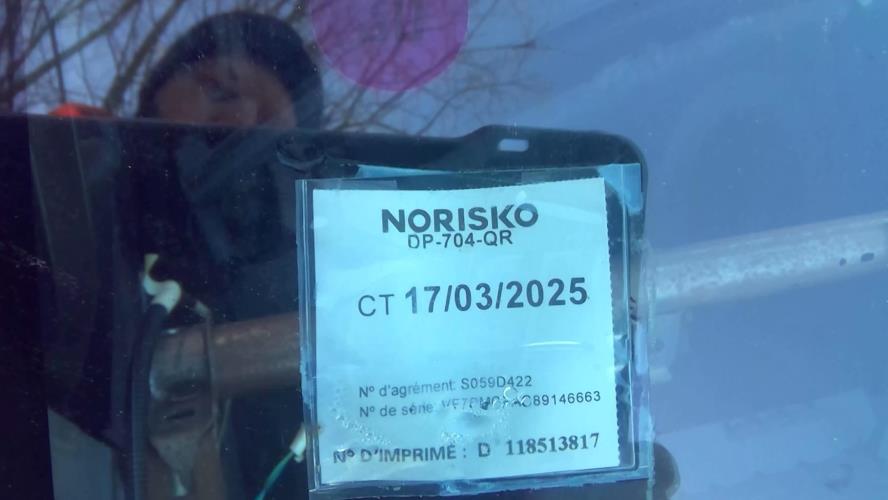 NORISKO
DP-704-QR
CT 17/03/2025
N° d'agrément: S059D422
N° de série:
N° D'IMPRIMÉ : D 118513817